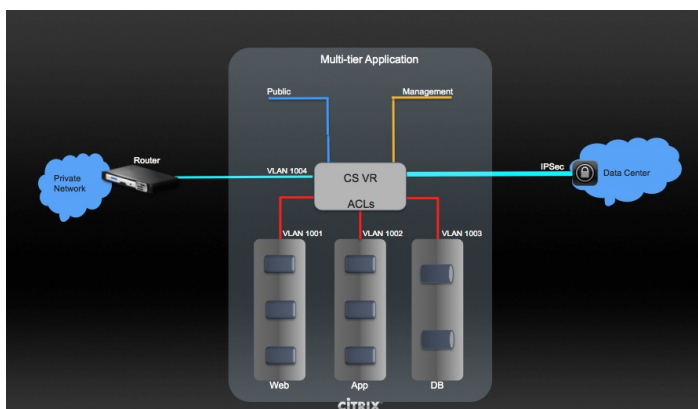 Multi-tier Application
Public
Management
Router
VLAN 1004
IPSec
Private
Network
CS VR
Data Center
ACLs
VLAN 1001
VLAN 1002
VLAN 1003
Web
App
DB
CITRIX